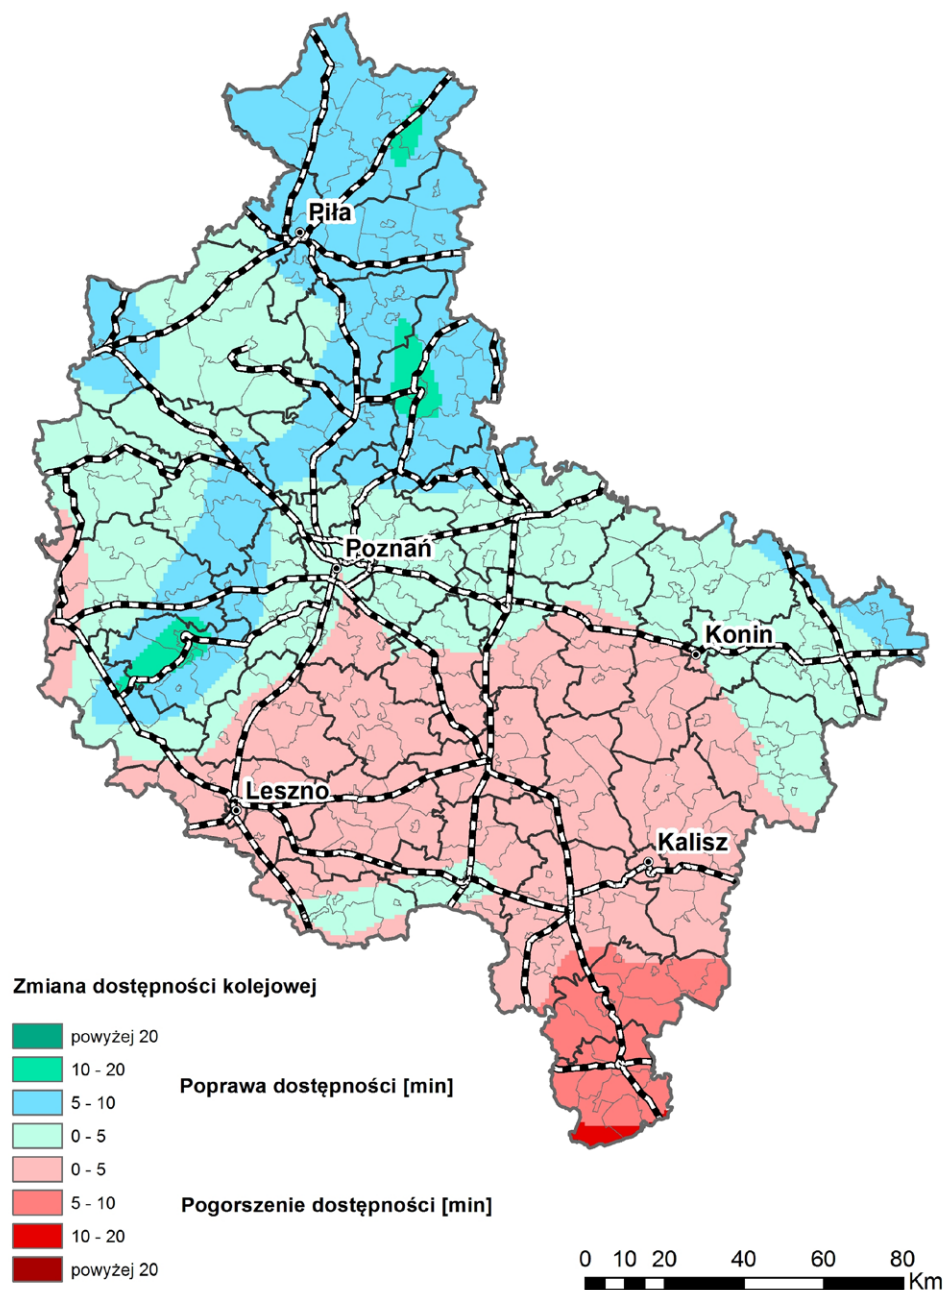 Piła
Poznań
Konin
Leszno
Kalisz
Zmiana dostępności kolejowej
powyżej 20
10 - 20
Poprawa dostępności [min]
5 - 10
0 - 5
0 - 5
5 - 10
Pogorszenie dostępności [min]
10 - 20
powyżej 20
0 10 20 40 60 80
Km